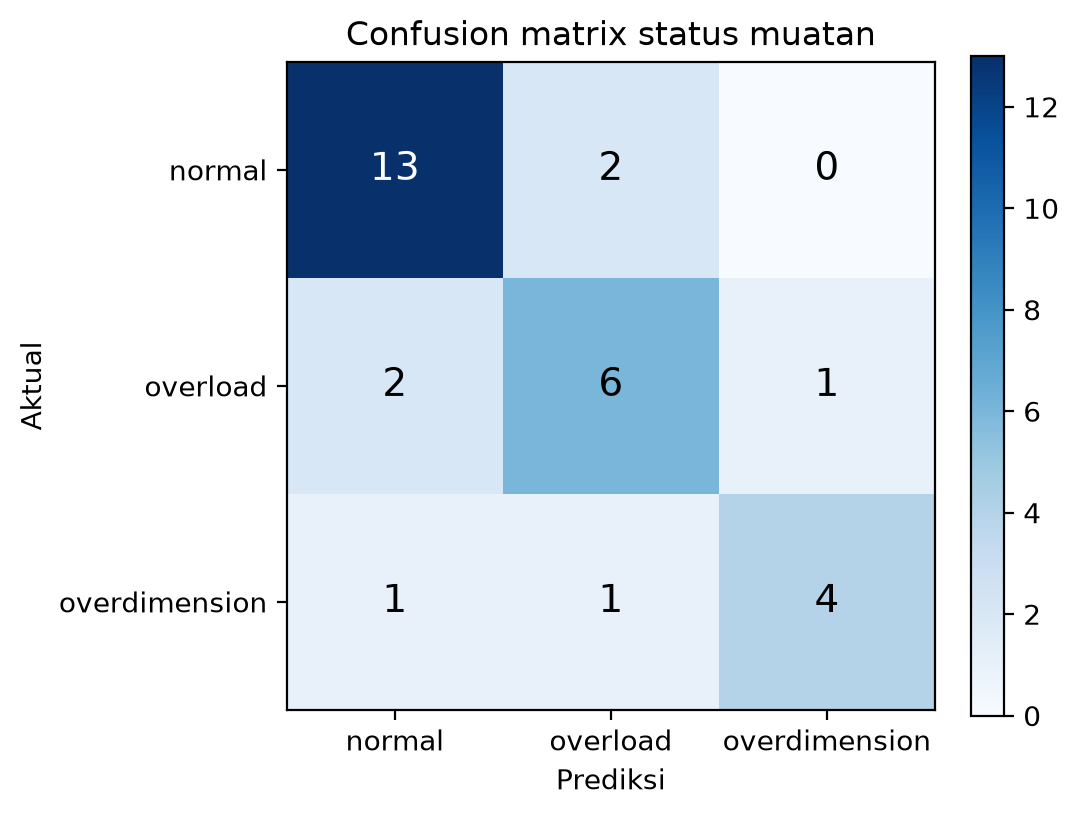 Confusion matrix status muatan
normal 13 2 0
overload 2 6 1
overdimension 1 1 4
normal overload overdimension
Prediksi
Aktual
12
10
8
6
4
2
0